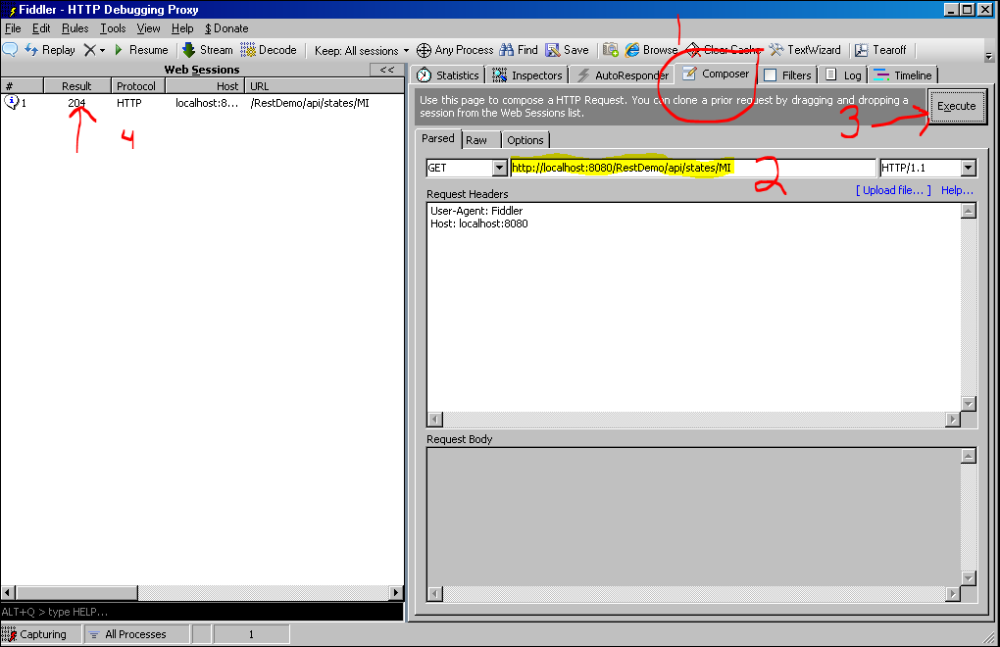 Fiddler - HTTP Debugging Proxy
File Edit Rules Tools View Help $ Donate
Replay Resume Stream Decode Keep: All sessions Any Process Find Save Browse Clear Cache TextWizard Tearoff
Web Sessions <<
# Result Protocol Host URL
1 204 HTTP localhost:8... /RestDemo/api/states/MI
4
1
Statistics Inspectors AutoResponder Composer Filters Log Timeline
Use this page to compose a HTTP Request. You can clone a prior request by dragging and dropping a
session from the Web Sessions list.
3
Execute
Parsed Raw Options
GET http://localhost:8080/RestDemo/api/states/MI HTTP/1.1
2
[ Upload file... ] Help...
Request Headers
User-Agent: Fiddler
Host: localhost:8080
Request Body
ALT+Q > type HELP...
Capturing All Processes 1